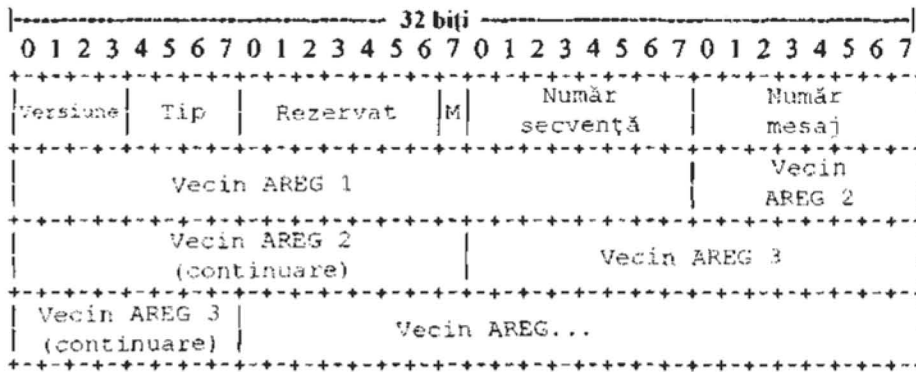 |--- 32 biți ---|
0 1 2 3 4 5 6 7 0 1 2 3 4 5 6 7 0 1 2 3 4 5 6 7 0 1 2 3 4 5 6 7
Versiune Tip Rezervat M Număr secvență Număr mesaj
Vecin AREG 1 Vecin AREG 2
Vecin AREG 2 (continuare) Vecin AREG 3
Vecin AREG 3 (continuare) Vecin AREG...